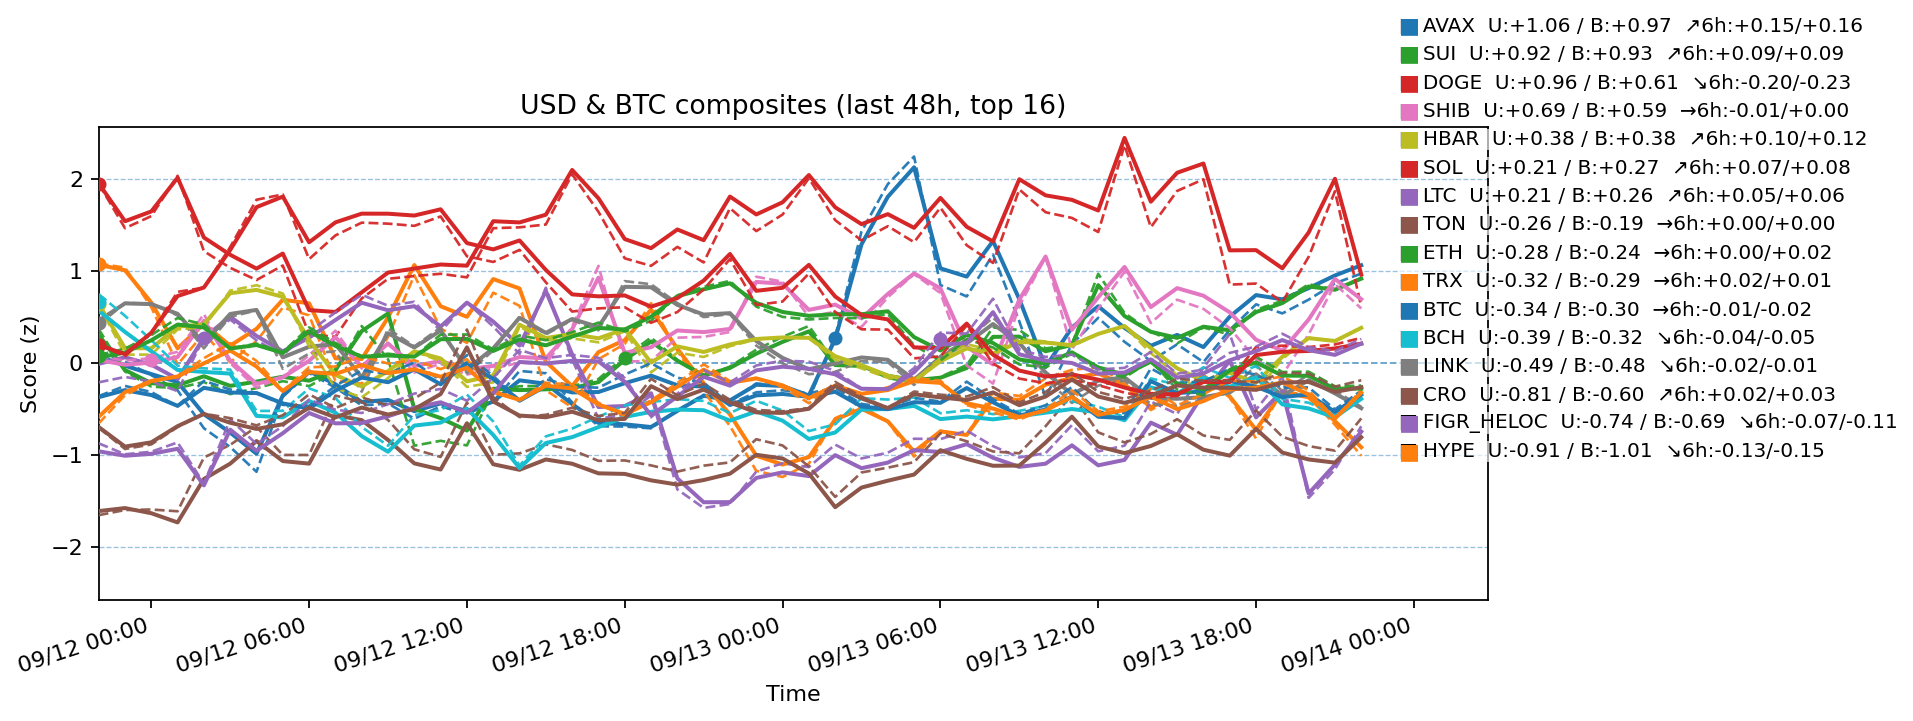 AVAX  U:+1.06 / B:+0.97  ↗6h:+0.15/+0.16
SUI  U:+0.92 / B:+0.93  ↗6h:+0.09/+0.09
DOGE  U:+0.96 / B:+0.61  ↘6h:-0.20/-0.23
SHIB  U:+0.69 / B:+0.59  →6h:-0.01/+0.00
HBAR  U:+0.38 / B:+0.38  ↗6h:+0.10/+0.12
SOL  U:+0.21 / B:+0.27  ↗6h:+0.07/+0.08
LTC  U:+0.21 / B:+0.26  ↗6h:+0.05/+0.06
TON  U:-0.26 / B:-0.19  →6h:+0.00/+0.00
ETH  U:-0.28 / B:-0.24  →6h:+0.00/+0.02
TRX  U:-0.32 / B:-0.29  →6h:+0.02/+0.01
BTC  U:-0.34 / B:-0.30  →6h:-0.01/-0.02
BCH  U:-0.39 / B:-0.32  ↘6h:-0.04/-0.05
LINK  U:-0.49 / B:-0.48  ↘6h:-0.02/-0.01
CRO  U:-0.81 / B:-0.60  ↗6h:+0.02/+0.03
FIGR_HELOC  U:-0.74 / B:-0.69  ↘6h:-0.07/-0.11
HYPE  U:-0.91 / B:-1.01  ↘6h:-0.13/-0.15
USD & BTC composites (last 48h, top 16)
Score (z)
2
1
0
−1
−2
09/12 00:00
09/12 06:00
09/12 12:00
09/12 18:00
09/13 00:00
09/13 06:00
09/13 12:00
09/13 18:00
09/14 00:00
Time